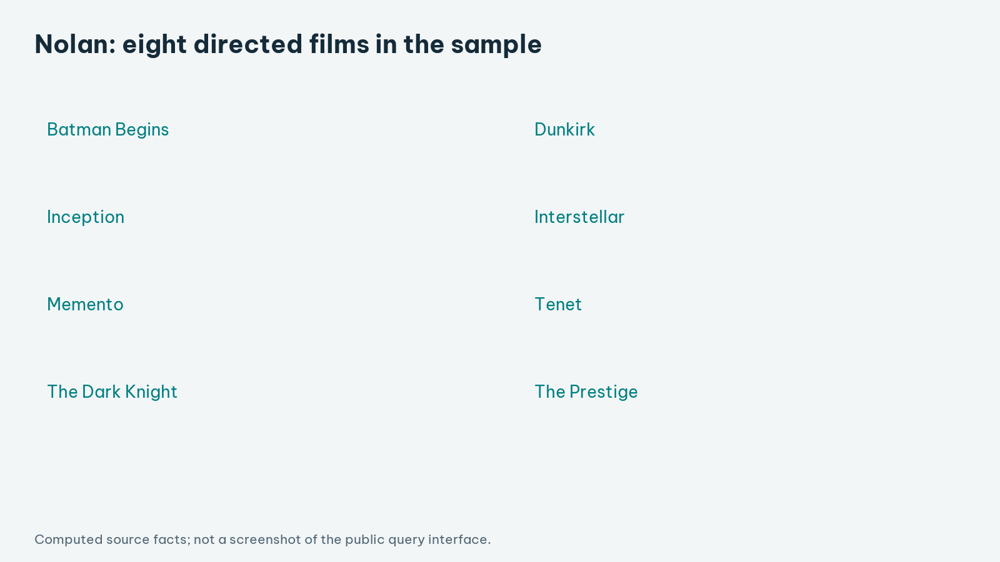 Nolan: eight directed films in the sample
Batman Begins
Dunkirk
Inception
Interstellar
Memento
Tenet
The Dark Knight
The Prestige
Computed source facts; not a screenshot of the public query interface.